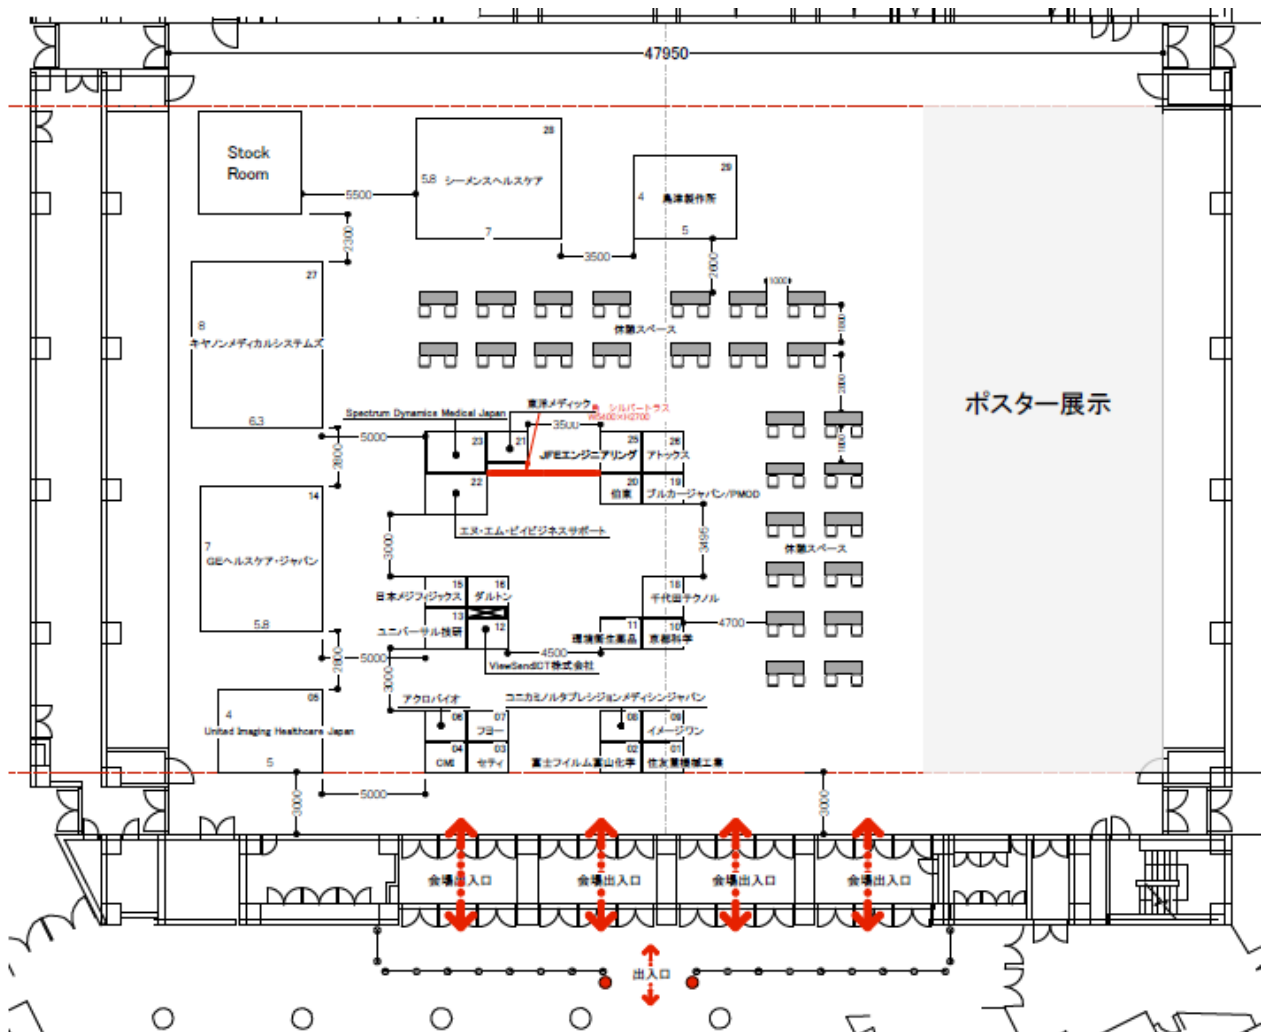 47950
Stock
Room
5500
2300
28
5.8
シーメンスヘルスケア
7
29
4
島津製作所
5
3500
2600
1000
27
8
キヤノンメディカルシステムズ
6.3
休憩スペース
1800
2800
ポスター展示
東洋メディック
シルバートラス
W5400×H2700
Spectrum Dynamics Medical Japan
3500
5000
2800
23
21
25
26
JFEエンジニアリング
アトックス
1800
14
22
20
19
伯東
ブルカージャパン/PMOD
7
GEヘルスケア・ジャパン
5.8
エヌ・エム・ピイビジネスサポート
3000
3495
休憩スペース
15
16
18
日本メジフィジックス
ダルトン
千代田テクノル
13
12
11
10
ユニバーサル技研
環境衛生薬品
京都科学
4700
4500
5000
2800
3000
ViewSendICT株式会社
05
4
United Imaging Healthcare Japan
5
アクロバイオ
コニカミノルタプレシジョンメディシンジャパン
06
07
08
09
フヨー
イメージワン
04
03
02
01
CMI
セティ
富士フイルム富山化学
住友重機械工業
5000
3000
3000
会場出入口
会場出入口
会場出入口
会場出入口
出入口